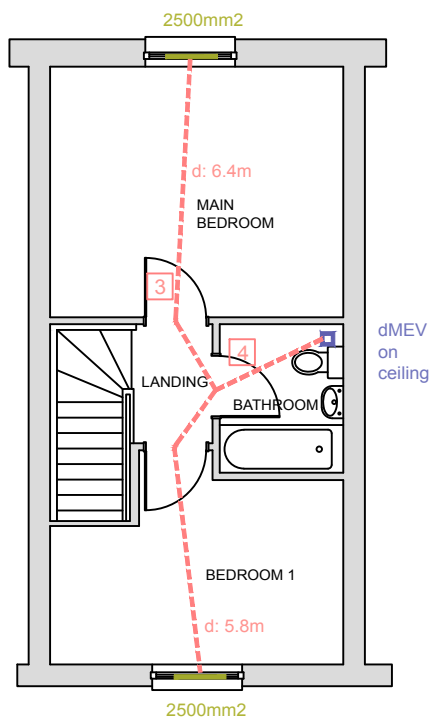 2500mm2
d: 6.4m
MAIN
BEDROOM
3
4
dMEV
on
ceiling
LANDING
BATHROOM
BEDROOM 1
d: 5.8m
2500mm2